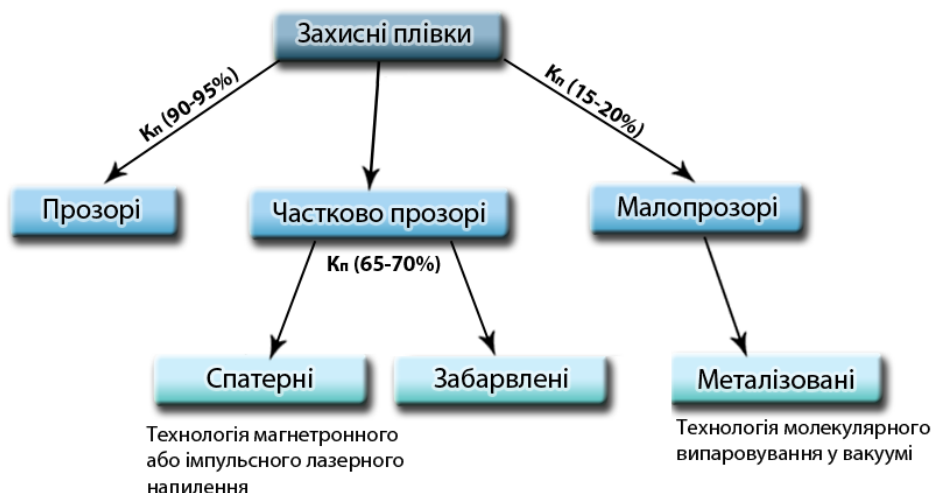 Захисні плівки
Кп (90-95%)
Кп (15-20%)
Прозорі
Частково прозорі
Малопрозорі
Кп (65-70%)
Спатерні
Забарвлені
Металізовані
Технологія магнетронного
або імпульсного лазерного
напилення
Технологія молекулярного
випаровування у вакуумі